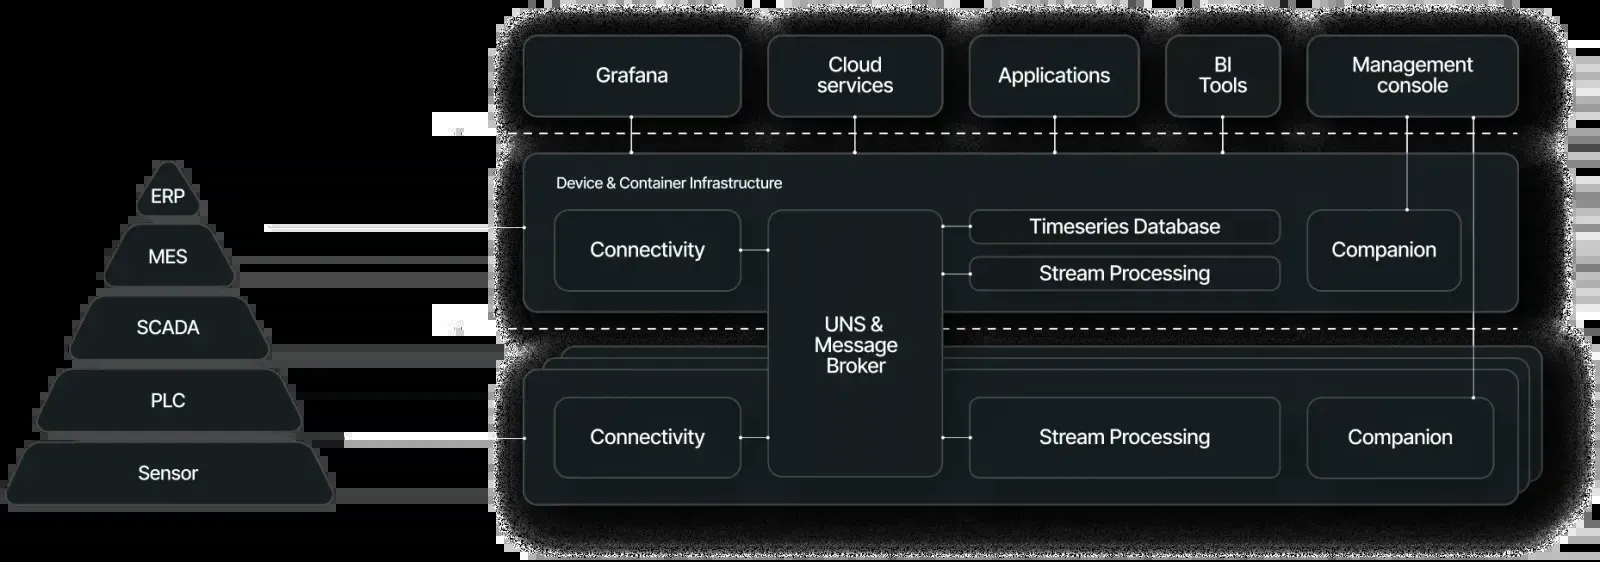 Grafana
Cloud
services
Applications
BI
Tools
Management
console
Device & Container Infrastructure
Connectivity
UNS &
Message
Broker
Timeseries Database
Stream Processing
Companion
Connectivity
Stream Processing
Companion
ERP
MES
SCADA
PLC
Sensor